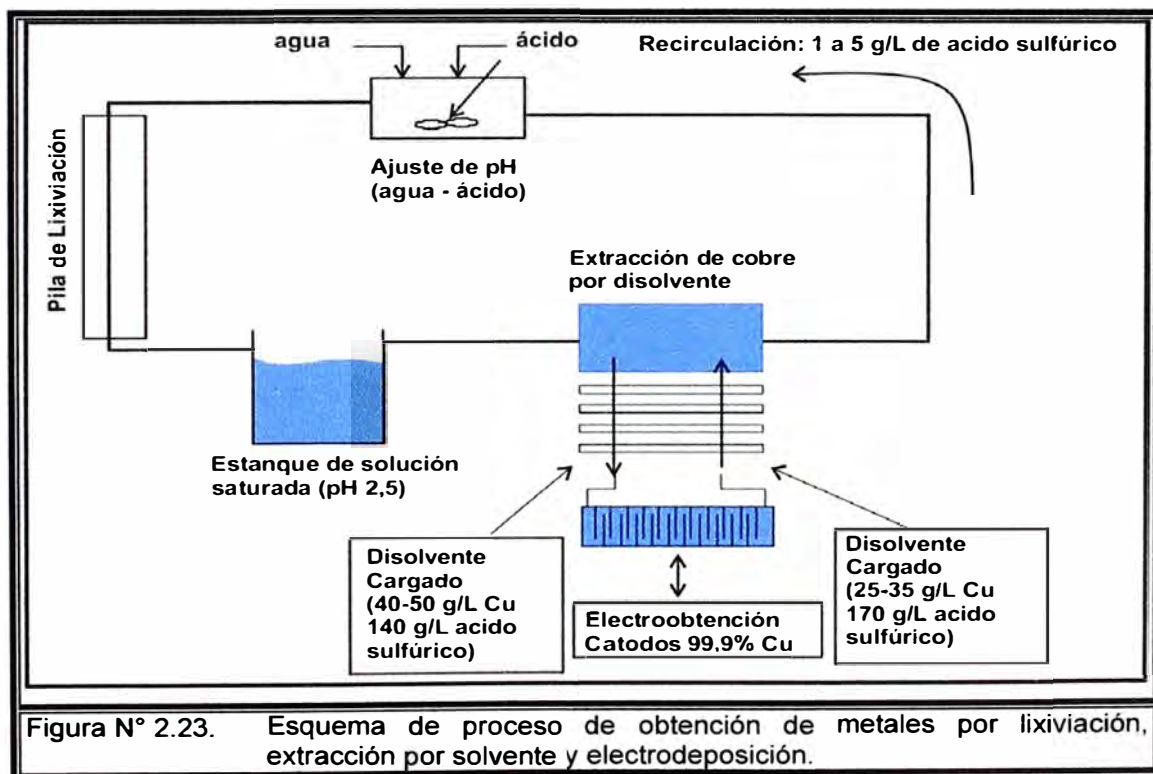 agua
ácido
Recirculación: 1 a 5 g/L de acido sulfúrico
Pila de Lixiviación
Ajuste de pH
(agua - ácido)
Extracción de cobre
por disolvente
Estanque de solución
saturada (pH 2,5)
Disolvente
Cargado
(40-50 g/L Cu
140 g/L acido
sulfúrico)
Electroobtención
Catodos 99,9% Cu
Disolvente
Cargado
(25-35 g/L Cu
170 g/L acido
sulfúrico)
Figura N° 2.23. Esquema de proceso de obtención de metales por lixiviación,
extracción por solvente y electrodeposición.